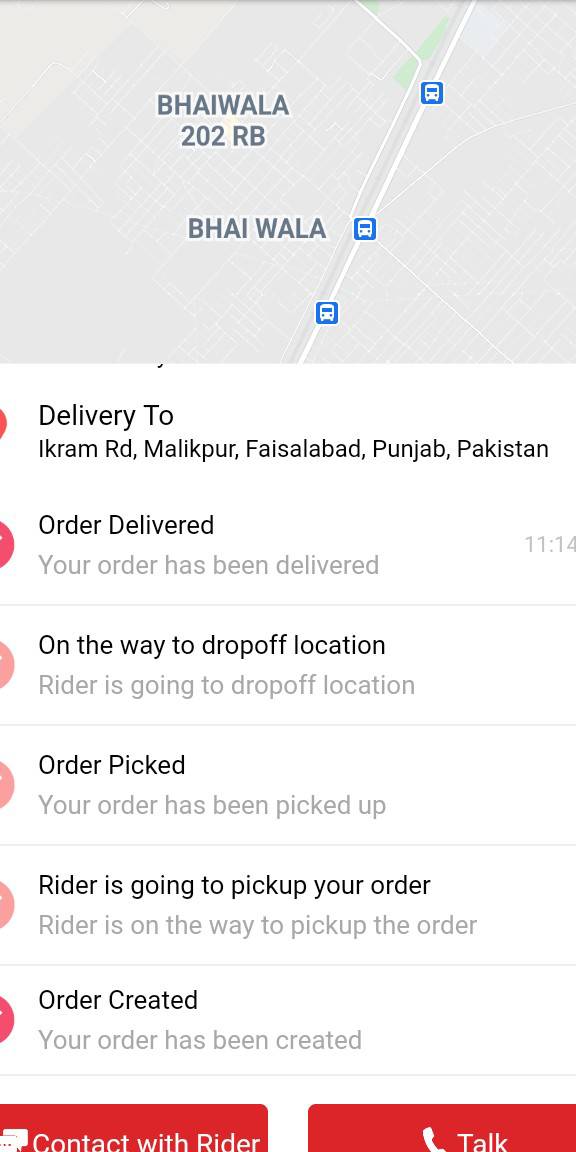 BHAIWALA
202 RB
BHAI WALA
Delivery To
Ikram Rd, Malikpur, Faisalabad, Punjab, Pakistan
Order Delivered
11:14
Your order has been delivered
On the way to dropoff location
Rider is going to dropoff location
Order Picked
Your order has been picked up
Rider is going to pickup your order
Rider is on the way to pickup the order
Order Created
Your order has been created
Contact with Rider
Talk